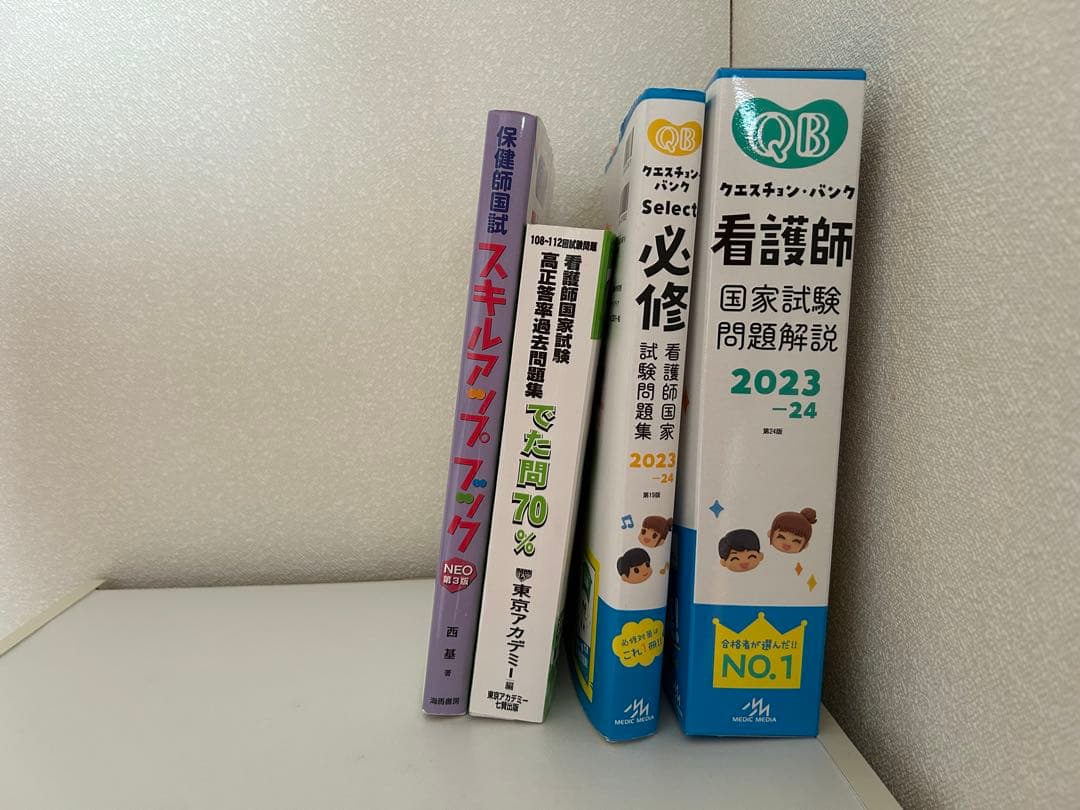 保健師国試
スキルアップブック
NEO
第3版
西 基 著
海馬書房
108~112回試験問題
看護師国家試験
高正答率過去問題集
でた問70%
東京アカデミー 編
東京アカデミー
七賢出版
QB
クエスチョン・
バンク
Select
必修
看護師国家
試験問題集
2023
-24
第19版
必修対策は
これ1冊!!
MEDIC MEDIA
QB
クエスチョン・バンク
看護師
国家試験
問題解説
2023
-24
第24版
合格者が選んだ!!
NO.1
MEDIC MEDIA